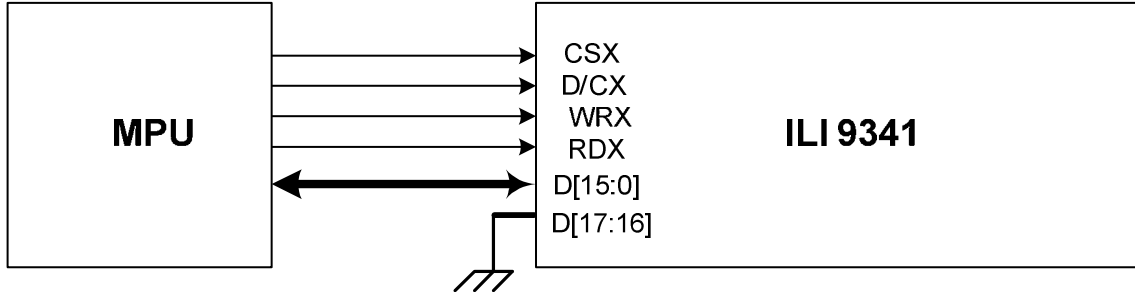 MPU
CSX
D/CX
WRX
RDX
D[15:0]
D[17:16]
ILI 9341